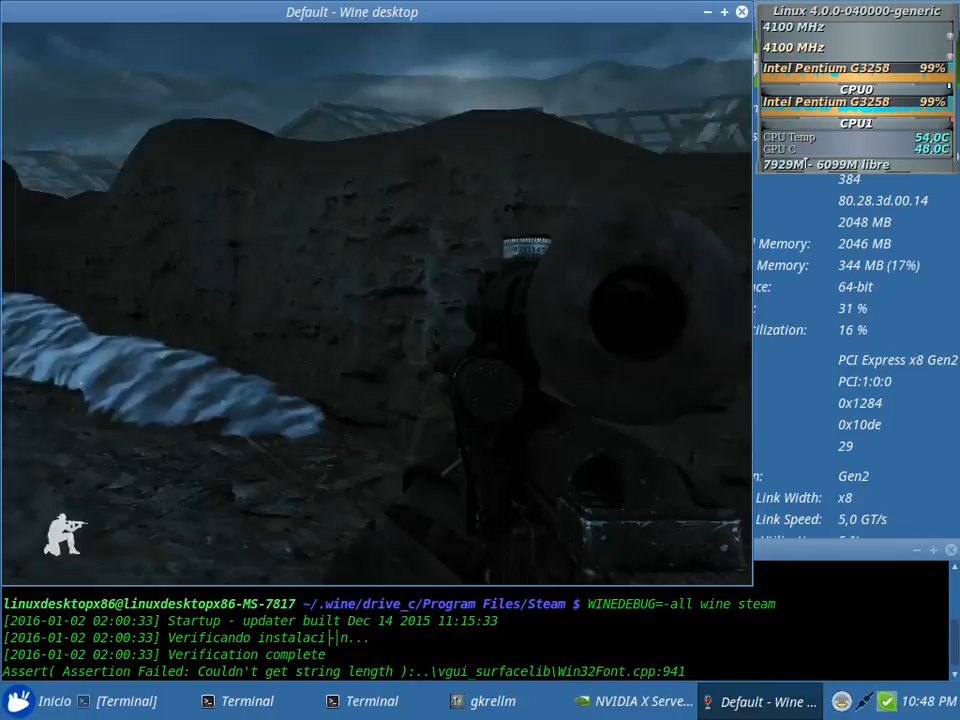 Default - Wine desktop
Linux 4.0.0-040000-generic
4100 MHz
4100 MHz
Intel Pentium G3258 99%
CPU0
Intel Pentium G3258 99%
CPU1
CPU Temp 54,0C
GPU C 48,0C
7929M - 6099M libre
384
80.28.3d.00.14
2048 MB
Memory: 2046 MB
Memory: 344 MB (17%)
ce: 64-bit
31 %
ilization: 16 %
PCI Express x8 Gen2
PCI:1:0:0
0x1284
0x10de
29
n: Gen2
Link Width: x8
Link Speed: 5,0 GT/s
linuxdesktopx86@linuxdesktopx86-MS-7817 ~/.wine/drive_c/Program Files/Steam $ WINEDEBUG=-all wine steam
[2016-01-02 02:00:33] Startup - updater built Dec 14 2015 11:15:33
[2016-01-02 02:00:33] Verificando instalaci├│n...
[2016-01-02 02:00:33] Verification complete
Assert( Assertion Failed: Couldn't get string length ):..\vgui_surfacelib\Win32Font.cpp:941
Inicio [Terminal] Terminal Terminal gkrellm NVIDIA X Serve... Default - Wine ... 10:48 PM